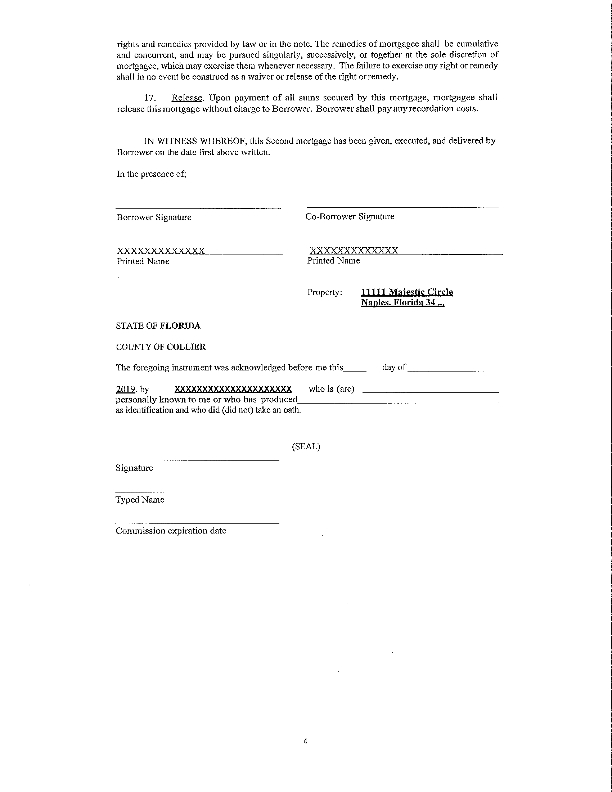 rights and remedies provided by law or in the note. The remedies of mortgagee shall be cumulative
and concurrent, and may be pursued singularly, successively, or together at the sole discretion of
mortgagee, which may exercise them whenever necessary. The failure to exercise any right or remedy
shall in no event be construed as a waiver or release of the right or remedy.
17. Release. Upon payment of all sums secured by this mortgage, mortgagee shall
release this mortgage without charge to Borrower. Borrower shall pay any recordation costs.
IN WITNESS WHEREOF, this Second mortgage has been given, executed, and delivered by
Borrower on the date first above written.
In the presence of:
Borrower Signature Co-Borrower Signature
XXXXXXXXXXXXX XXXXXXXXXXXXX
Printed Name Printed Name
Property: 11111 Majestic Circle
Naples, Florida 34 ...
STATE OF FLORIDA
COUNTY OF COLLIER
The foregoing instrument was acknowledged before me this_____ day of
2019, by XXXXXXXXXXXXXXXXXXXXX who is (are)
personally known to me or who has produced
as identification and who did (did not) take an oath.
(SEAL)
Signature
Typed Name
Commission expiration date